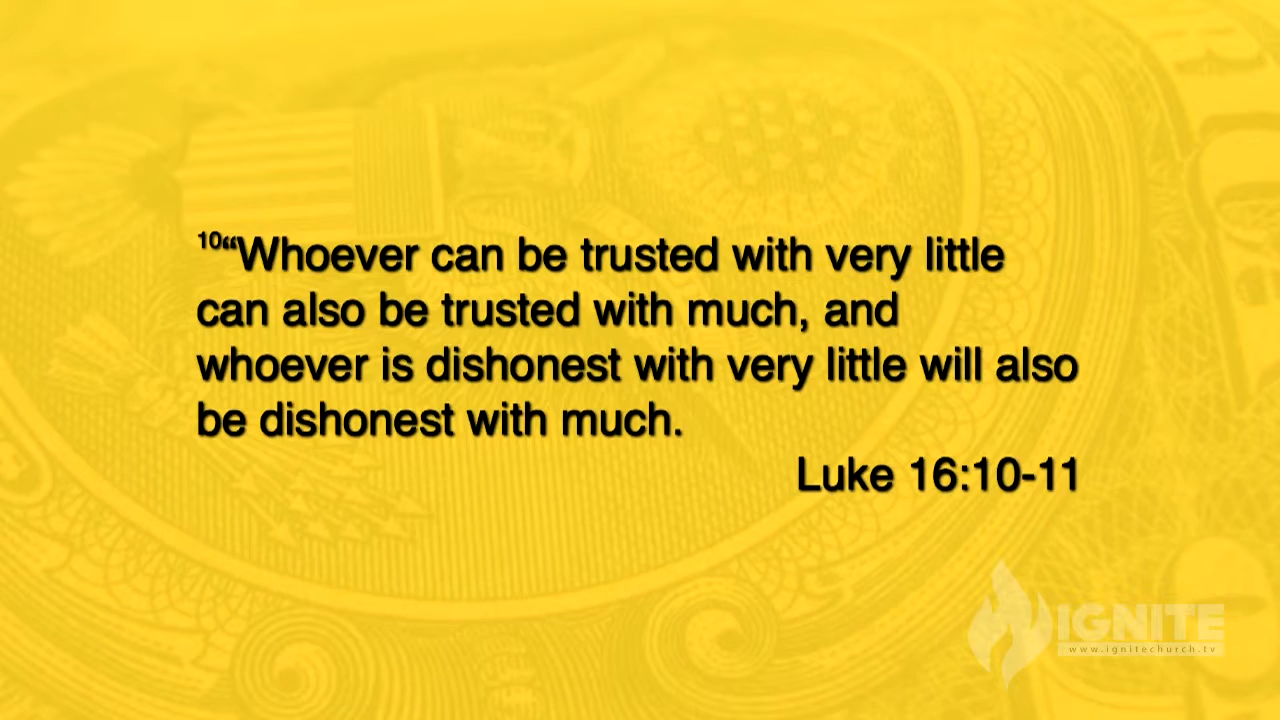 10“Whoever can be trusted with very little
can also be trusted with much, and
whoever is dishonest with very little will also
be dishonest with much.
Luke 16:10-11
IGNITE
www.ignitechurch.tv